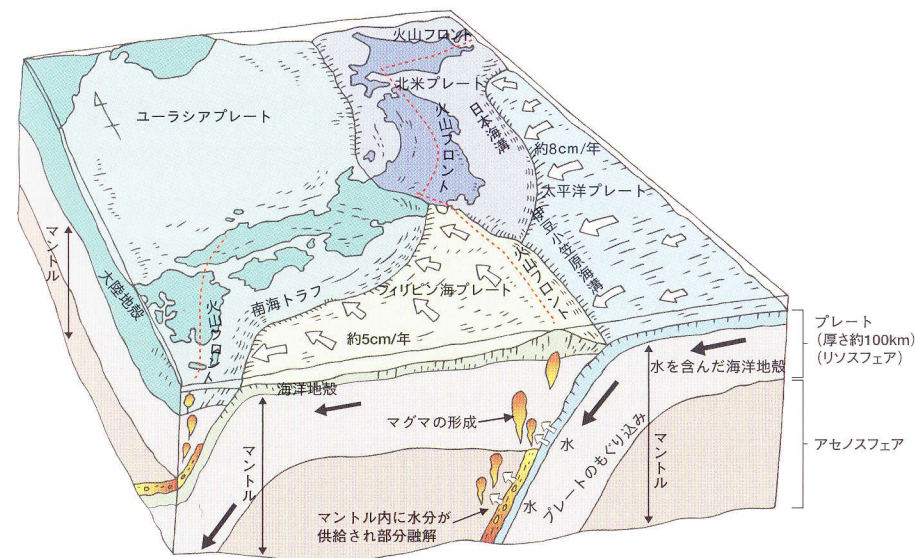 火山フロント
北米プレート
ユーラシアプレート
日本海溝
火山フロント
約8cm/年
太平洋プレート
伊豆小笠原海溝
マントル
大陸地殻
火山フロント
南海トラフ
フィリピン海プレート
火山フロント
約5cm/年
プレート
(厚さ約100km)
(リソスフェア)
海洋地殻
水を含んだ海洋地殻
マグマの形成
水
マントル
マントル
アセノスフェア
プレートのもぐり込み
水
マントル内に水分が
供給され部分融解